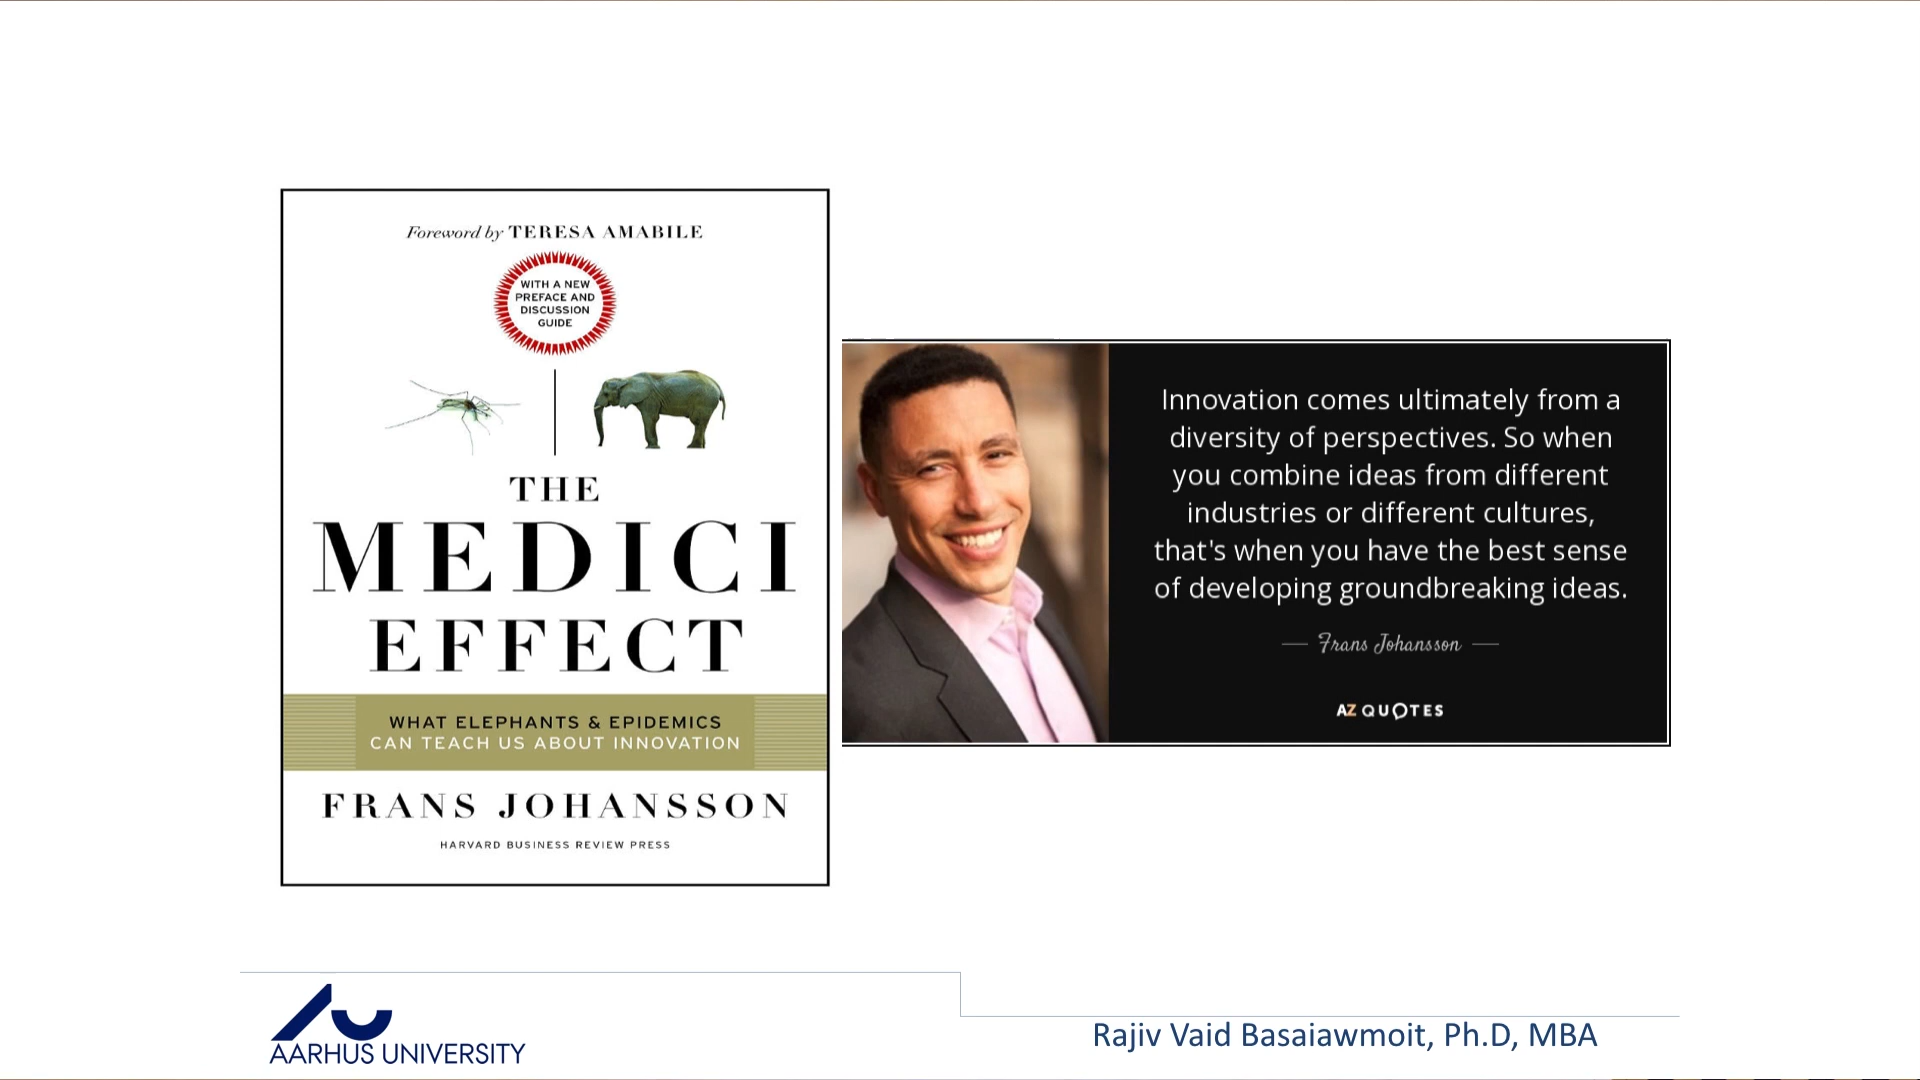 Foreword by TERESA AMABILE
WITH A NEW
PREFACE AND
DISCUSSION
GUIDE
THE
MEDICI
EFFECT
WHAT ELEPHANTS & EPIDEMICS
CAN TEACH US ABOUT INNOVATION
FRANS JOHANSSON
HARVARD BUSINESS REVIEW PRESS
Innovation comes ultimately from a
diversity of perspectives. So when
you combine ideas from different
industries or different cultures,
that's when you have the best sense
of developing groundbreaking ideas.
— Frans Johansson —
AZ QUOTES
AARHUS UNIVERSITY
Rajiv Vaid Basaiawmoit, Ph.D, MBA